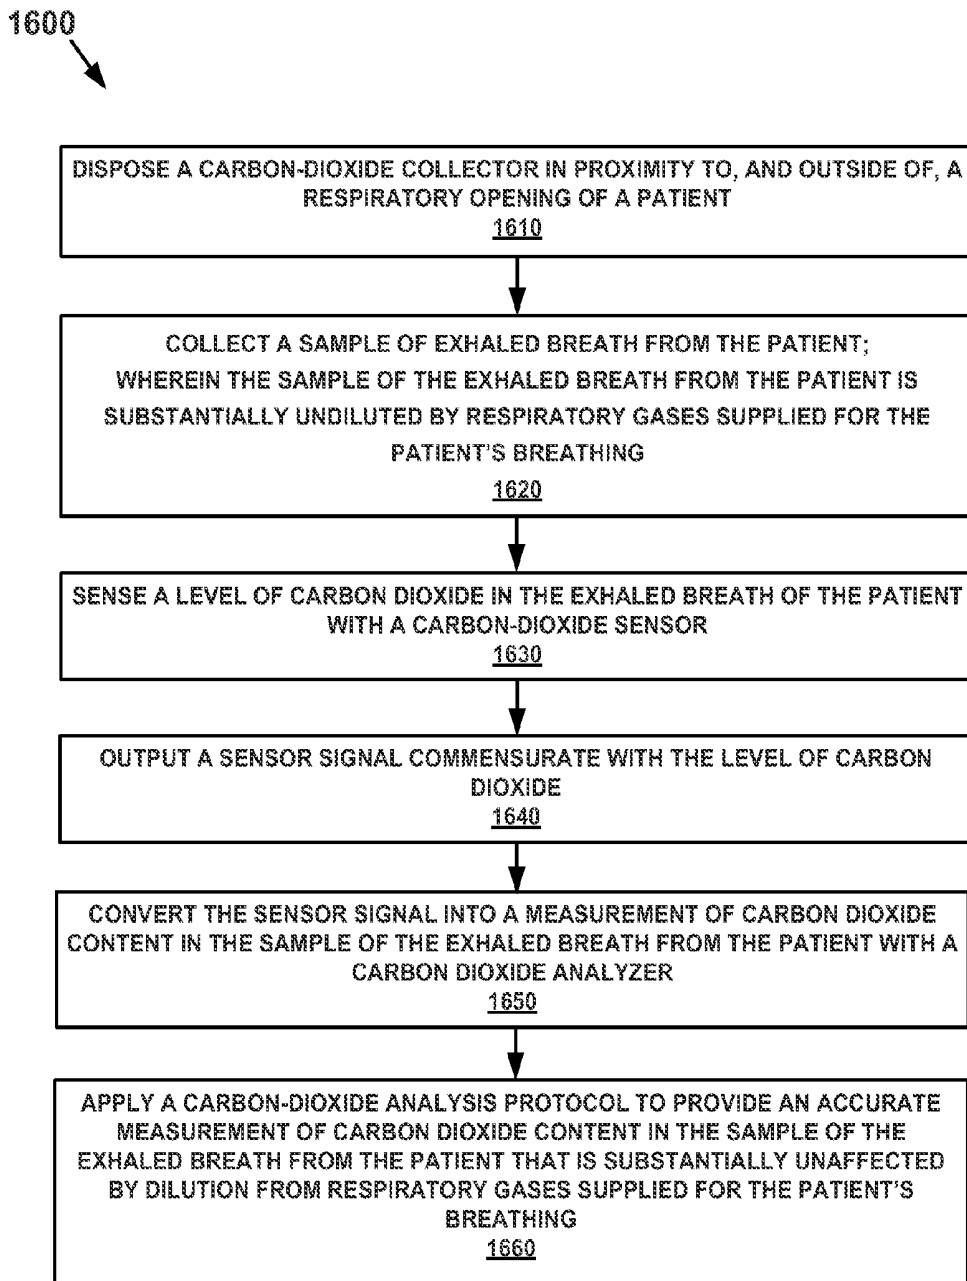 1600
DISPOSE A CARBON-DIOXIDE COLLECTOR IN PROXIMITY TO, AND OUTSIDE OF, A
RESPIRATORY OPENING OF A PATIENT
1610
COLLECT A SAMPLE OF EXHALED BREATH FROM THE PATIENT;
WHEREIN THE SAMPLE OF THE EXHALED BREATH FROM THE PATIENT IS
SUBSTANTIALLY UNDILUTED BY RESPIRATORY GASES SUPPLIED FOR THE
PATIENT'S BREATHING
1620
SENSE A LEVEL OF CARBON DIOXIDE IN THE EXHALED BREATH OF THE PATIENT
WITH A CARBON-DIOXIDE SENSOR
1630
OUTPUT A SENSOR SIGNAL COMMENSURATE WITH THE LEVEL OF CARBON
DIOXIDE
1640
CONVERT THE SENSOR SIGNAL INTO A MEASUREMENT OF CARBON DIOXIDE
CONTENT IN THE SAMPLE OF THE EXHALED BREATH FROM THE PATIENT WITH A
CARBON DIOXIDE ANALYZER
1650
APPLY A CARBON-DIOXIDE ANALYSIS PROTOCOL TO PROVIDE AN ACCURATE
MEASUREMENT OF CARBON DIOXIDE CONTENT IN THE SAMPLE OF THE
EXHALED BREATH FROM THE PATIENT THAT IS SUBSTANTIALLY UNAFFECTED
BY DILUTION FROM RESPIRATORY GASES SUPPLIED FOR THE PATIENT'S
BREATHING
1660